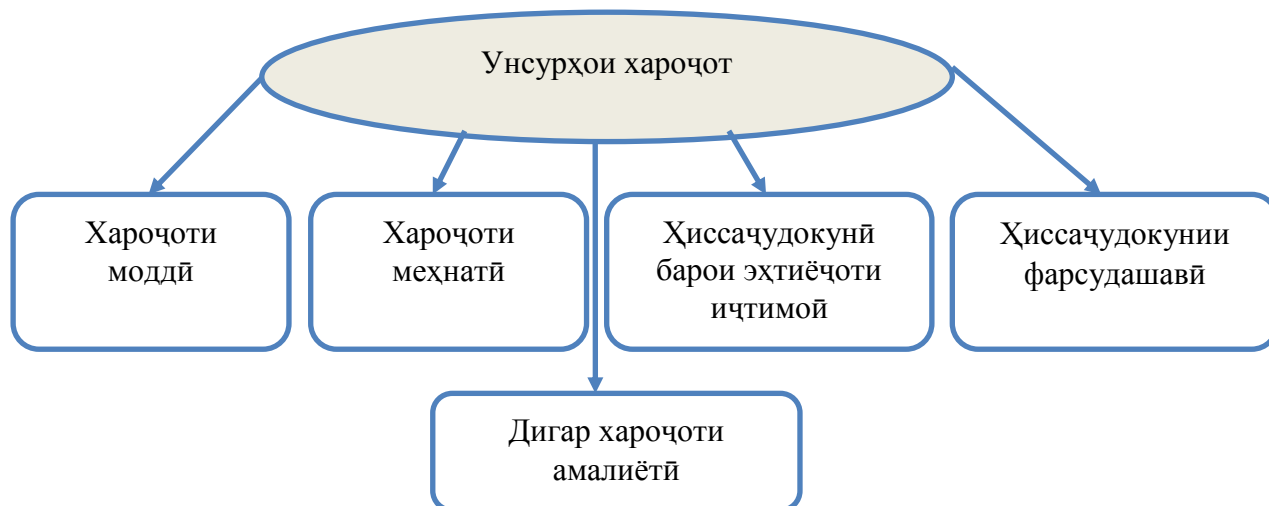 Унсурҳои хароҷот
Хароҷоти
моддӣ
Хароҷоти
меҳнатӣ
Ҳиссаҷудокунӣ
барои эҳтиёҷоти
иҷтимоӣ
Ҳиссаҷудокунии
фарсудашавӣ
Дигар хароҷоти
амалиётӣ